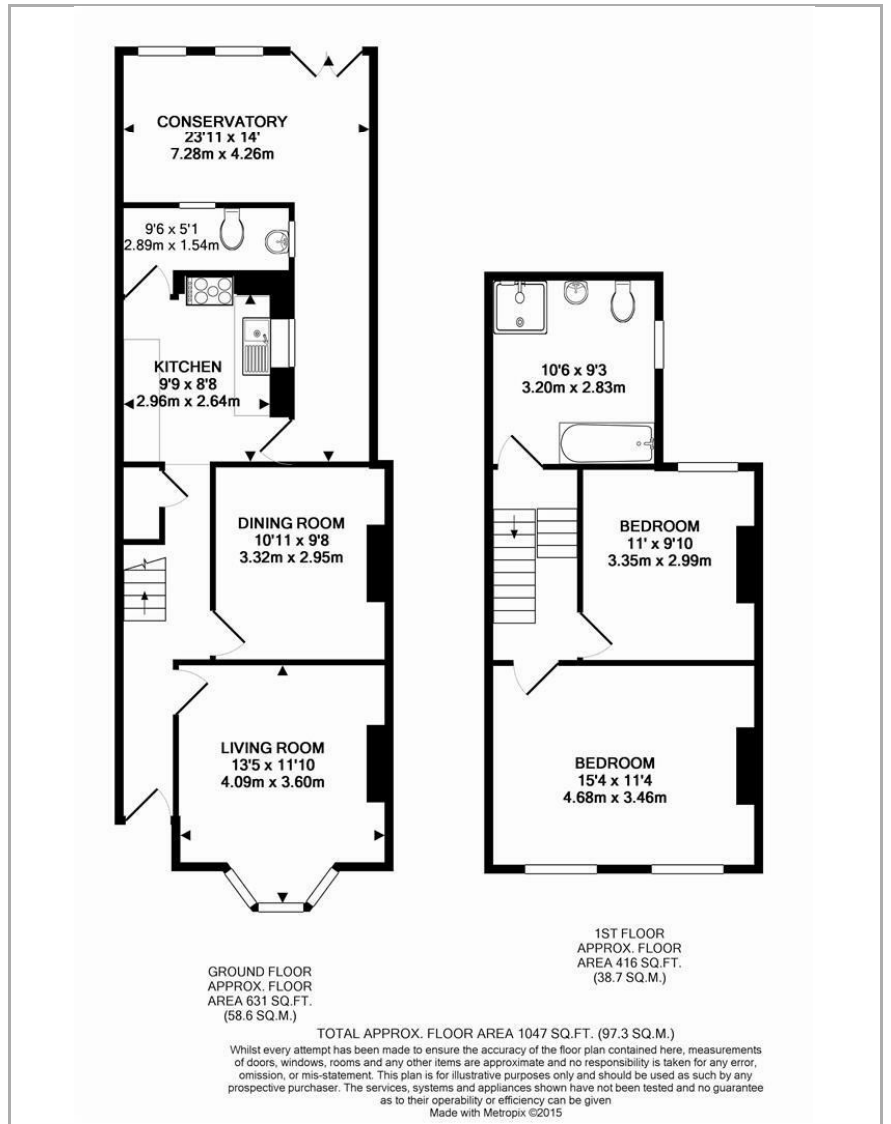 CONSERVATORY
23'11 x 14'
7.28m x 4.26m
9'6 x 5'1
2.89m x 1.54m
KITCHEN
9'9 x 8'8
2.96m x 2.64m
DINING ROOM
10'11 x 9'8
3.32m x 2.95m
LIVING ROOM
13'5 x 11'10
4.09m x 3.60m
GROUND FLOOR
APPROX. FLOOR
AREA 631 SQ.FT.
(58.6 SQ.M.)
10'6 x 9'3
3.20m x 2.83m
BEDROOM
11' x 9'10
3.35m x 2.99m
BEDROOM
15'4 x 11'4
4.68m x 3.46m
1ST FLOOR
APPROX. FLOOR
AREA 416 SQ.FT.
(38.7 SQ.M.)
TOTAL APPROX. FLOOR AREA 1047 SQ.FT. (97.3 SQ.M.)
Whilst every attempt has been made to ensure the accuracy of the floor plan contained here, measurements
of doors, windows, rooms and any other items are approximate and no responsibility is taken for any error,
omission, or mis-statement. This plan is for illustrative purposes only and should be used as such by any
prospective purchaser. The services, systems and appliances shown have not been tested and no guarantee
as to their operability or efficiency can be given
Made with Metropix ©2015